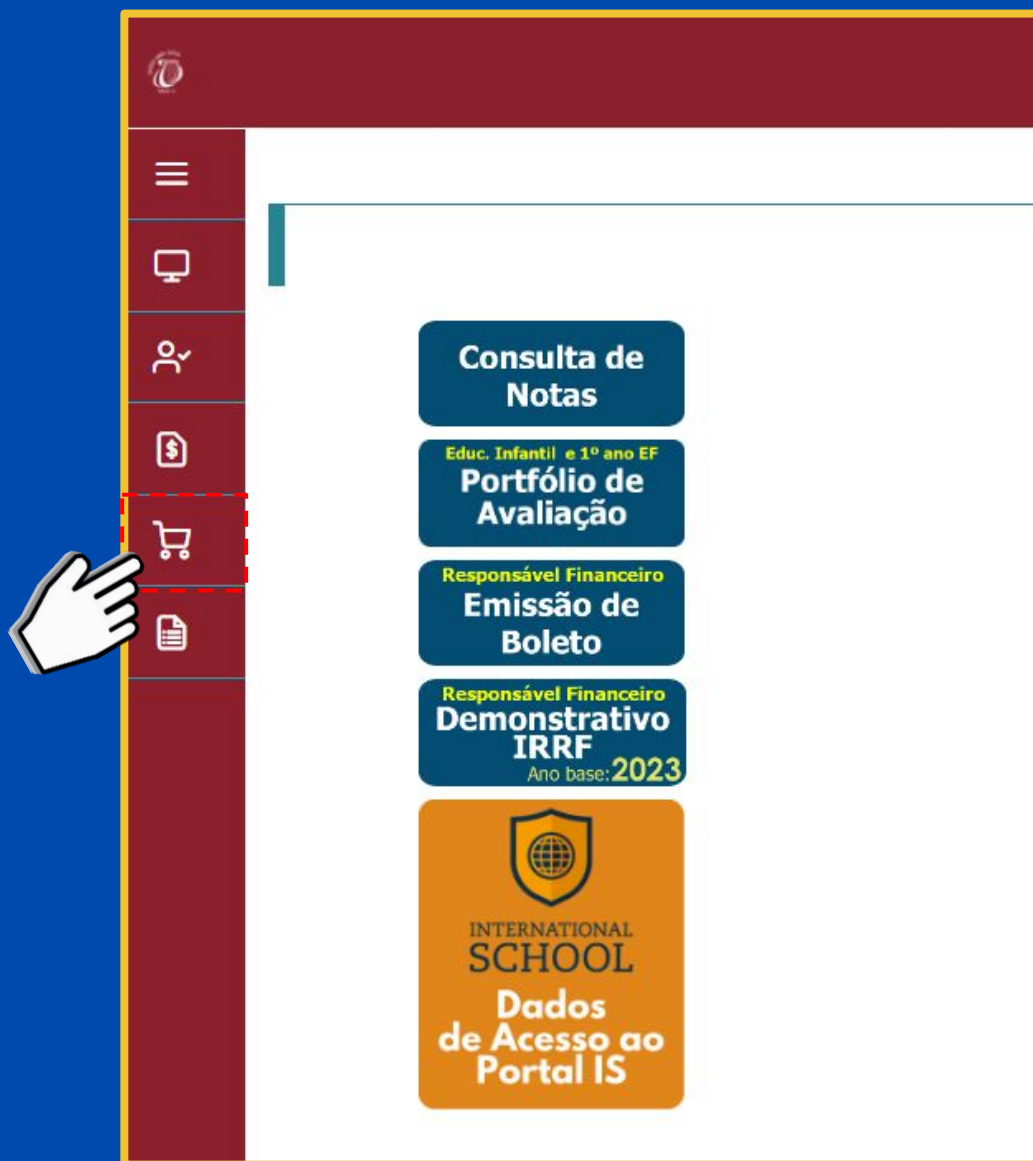 Consulta de
Notas
Educ. Infantil e 1º ano EF
Portfólio de
Avaliação
Responsável Financeiro
Emissão de
Boleto
Responsável Financeiro
Demonstrativo
IRRF
Ano base: 2023
INTERNATIONAL
SCHOOL
Dados
de Acesso ao
Portal IS